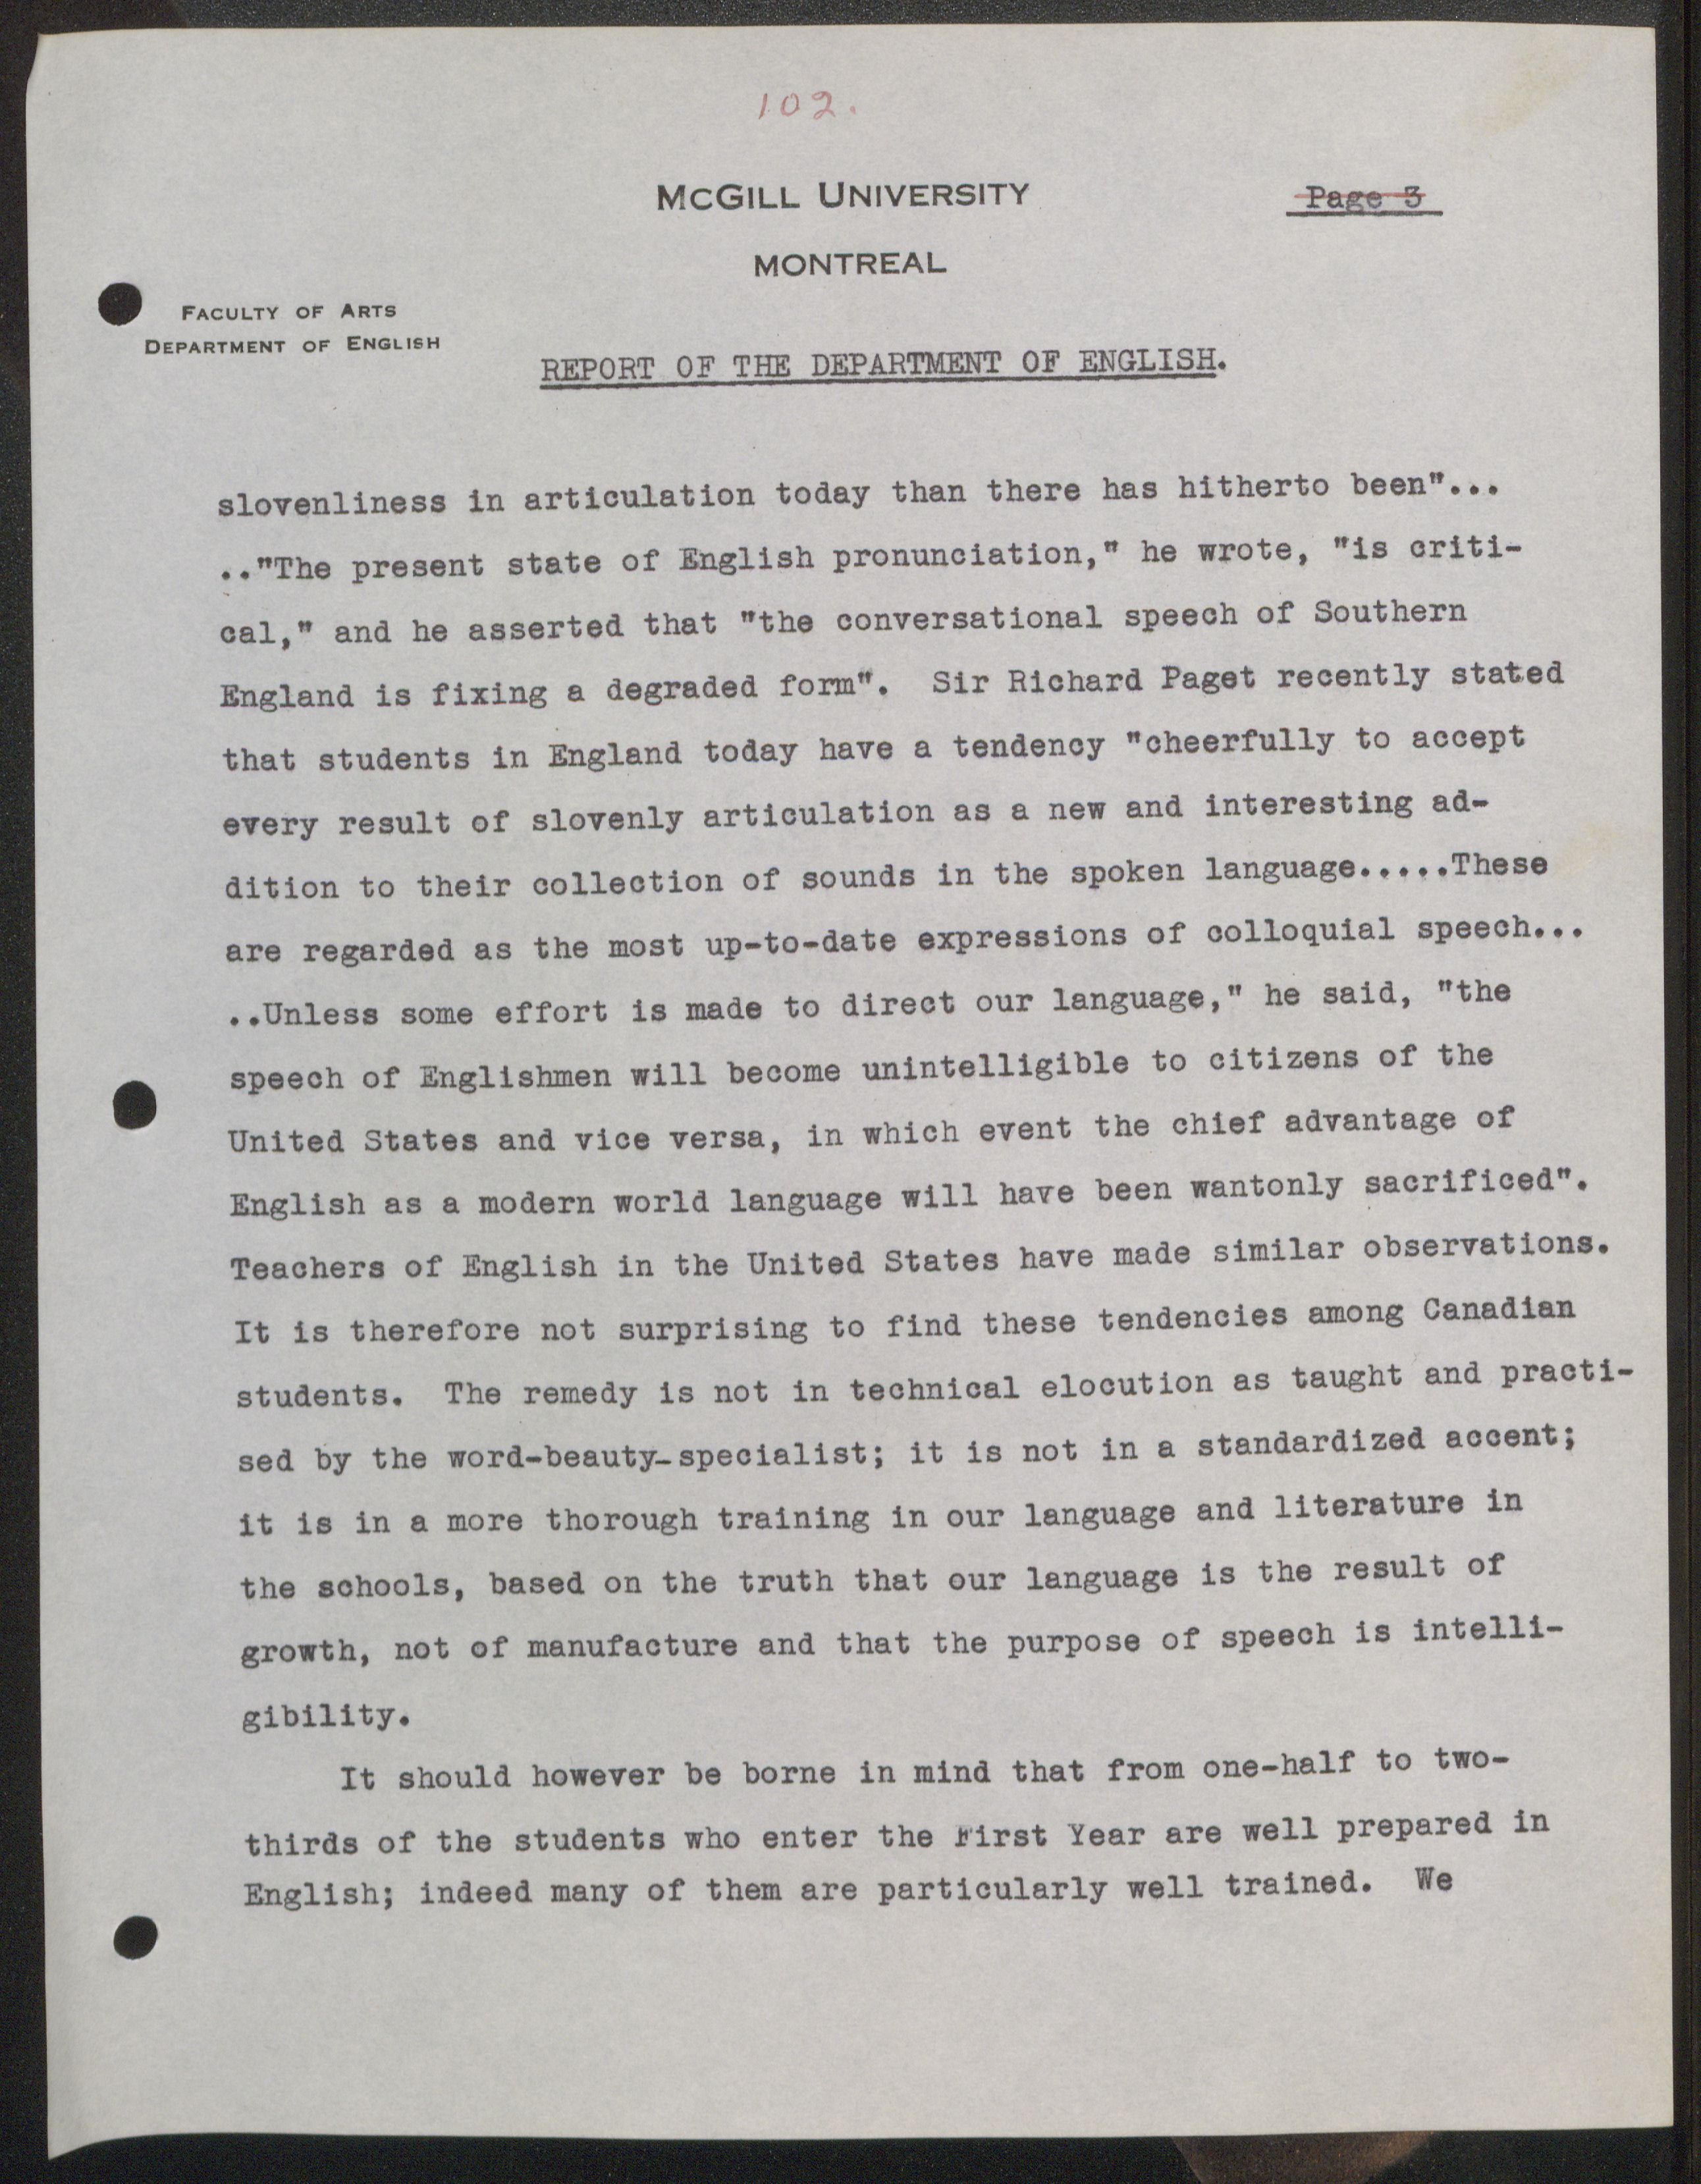 102.
McGILL UNIVERSITY
Page 3
MONTREAL
FACULTY OF ARTS
DEPARTMENT OF ENGLISH
REPORT OF THE DEPARTMENT OF ENGLISH.
slovenliness in articulation today than there has hitherto been"...
.."The present state of English pronunciation," he wrote, "is criti-
cal," and he asserted that "the conversational speech of Southern
England is fixing a degraded form". Sir Richard Paget recently stated
that students in England today have a tendency "cheerfully to accept
every result of slovenly articulation as a new and interesting ad-
dition to their collection of sounds in the spoken language.....These
are regarded as the most up-to-date expressions of colloquial speech...
..Unless some effort is made to direct our language," he said, "the
speech of Englishmen will become unintelligible to citizens of the
United States and vice versa, in which event the chief advantage of
English as a modern world language will have been wantonly sacrificed".
Teachers of English in the United States have made similar observations.
It is therefore not surprising to find these tendencies among Canadian
students. The remedy is not in technical elocution as taught and practi-
sed by the word-beauty-specialist; it is not in a standardized accent;
it is in a more thorough training in our language and literature in
the schools, based on the truth that our language is the result of
growth, not of manufacture and that the purpose of speech is intelli-
gibility.
It should however be borne in mind that from one-half to two-
thirds of the students who enter the First Year are well prepared in
English; indeed many of them are particularly well trained. We